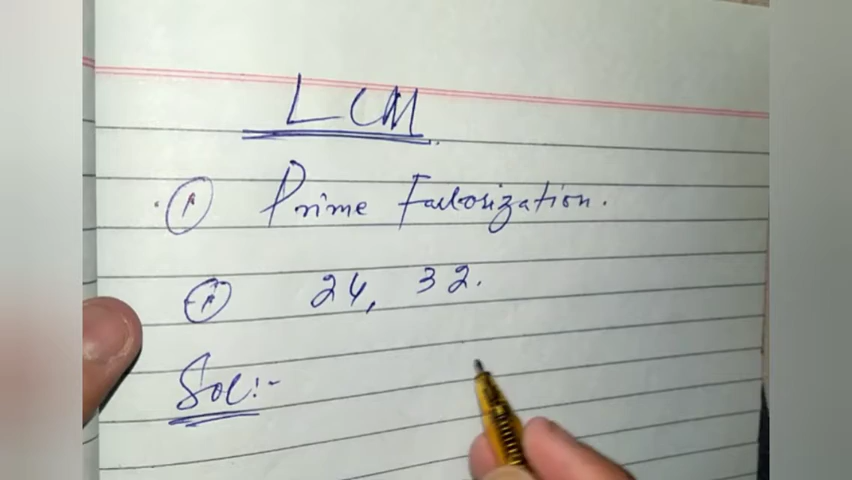 LCM.
① Prime Factorization.
① 24, 32.
Sol:-